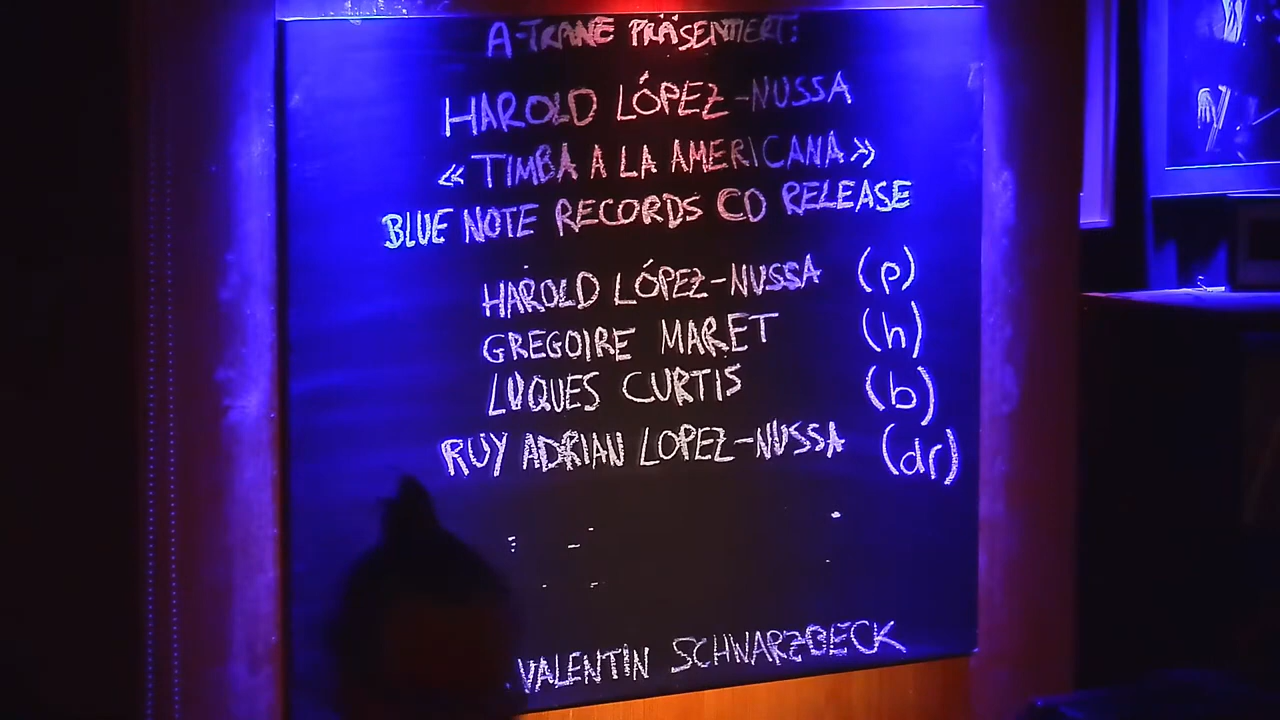 A-TRANE PRÄSENTIERT:
HAROLD LÓPEZ-NUSSA
«TIMBA A LA AMERICANA»
BLUE NOTE RECORDS CD RELEASE
HAROLD LÓPEZ-NUSSA (p)
GREGOIRE MARET (h)
LUQUES CURTIS (b)
RUY ADRIAN LOPEZ-NUSSA (dr)
VALENTIN SCHWARZBECK